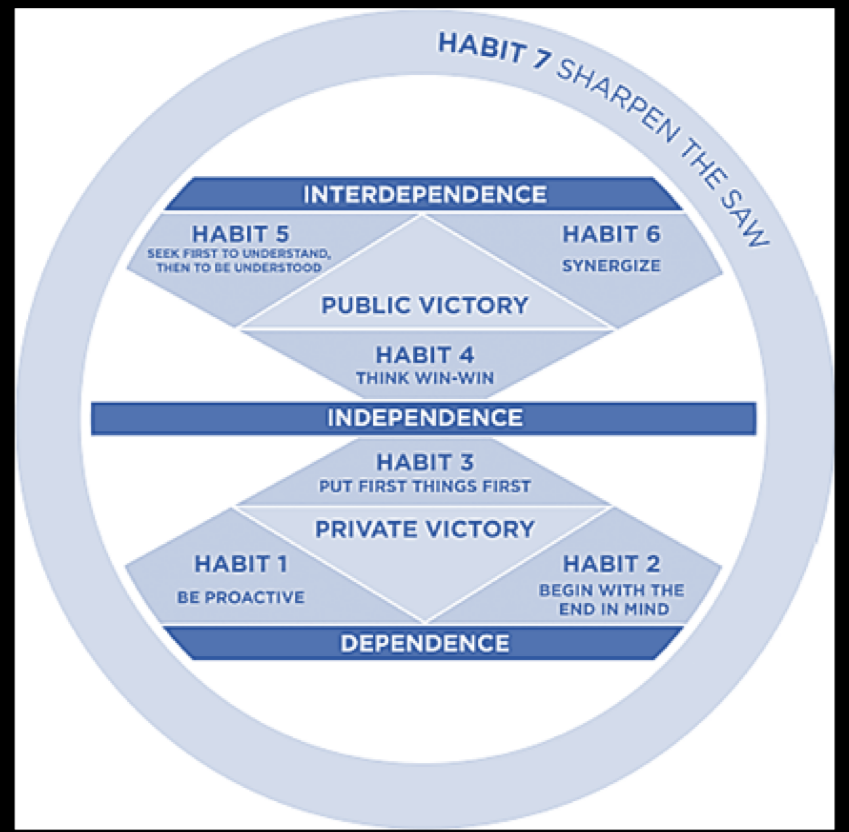 HABIT 7 SHARPEN THE SAW
INTERDEPENDENCE
HABIT 5
SEEK FIRST TO UNDERSTAND,
THEN TO BE UNDERSTOOD
HABIT 6
SYNERGIZE
PUBLIC VICTORY
HABIT 4
THINK WIN-WIN
INDEPENDENCE
HABIT 3
PUT FIRST THINGS FIRST
PRIVATE VICTORY
HABIT 1
BE PROACTIVE
HABIT 2
BEGIN WITH THE
END IN MIND
DEPENDENCE